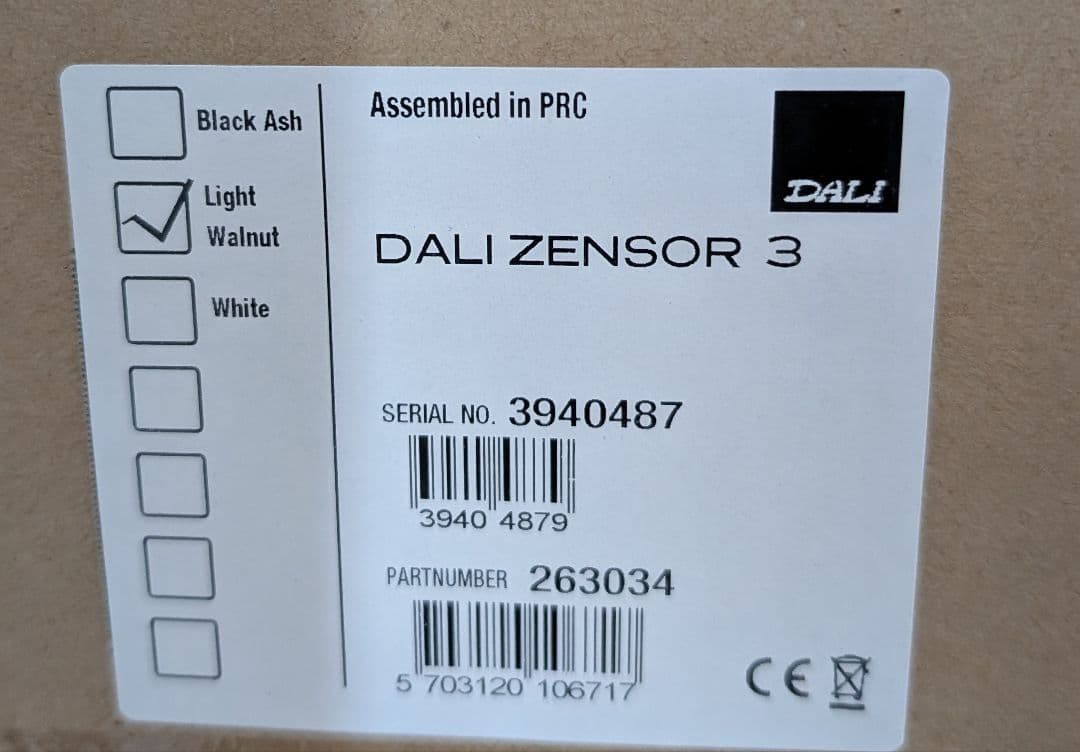 Black Ash
Light
Walnut
White
Assembled in PRC
DALI
DALI ZENSOR 3
SERIAL NO. 3940487
3940 4879
PARTNUMBER 263034
5 703120 106717
CE